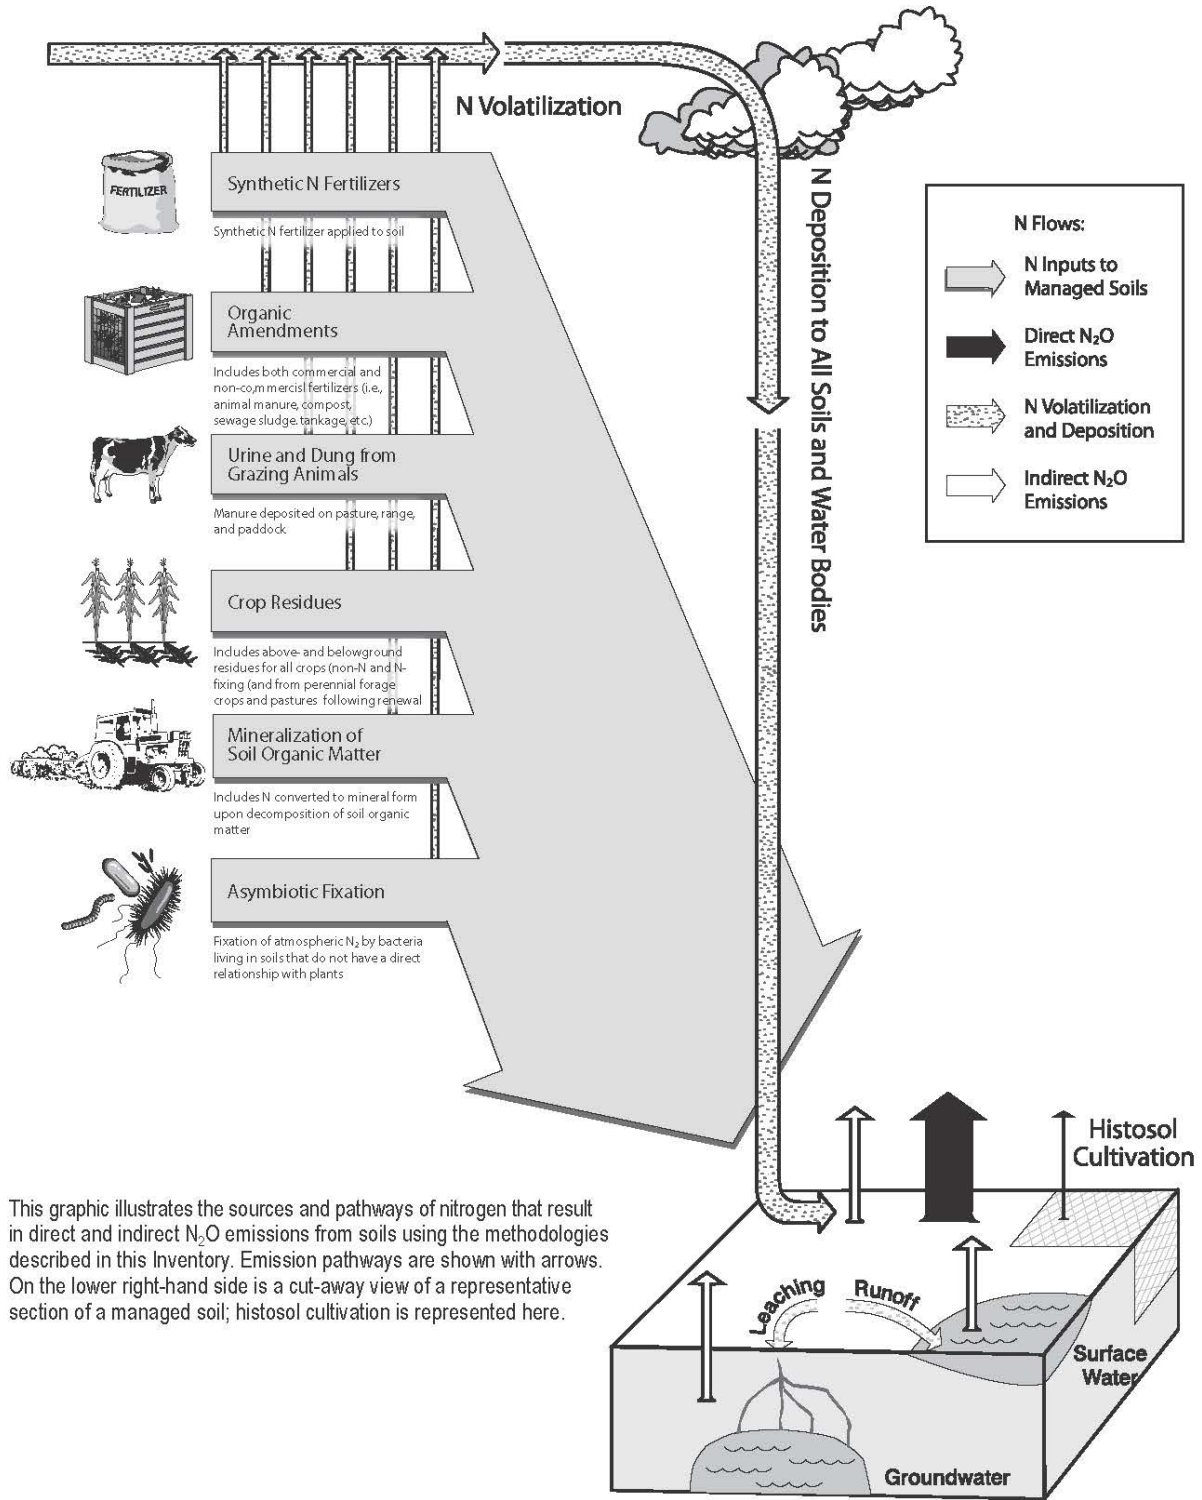 N Volatilization
FERTILIZER
Synthetic N Fertilizers
Synthetic N fertilizer applied to soil
Organic
Amendments
Includes both commercial and
non-co,mmercisl fertilizers (i.e.,
animal manure, compost,
sewage sludge. tankage, etc.)
Urine and Dung from
Grazing Animals
Manure deposited on pasture, range,
and paddock
Crop Residues
Includes above- and belowground
residues for all crops (non-N and N-
fixing (and from perennial forage
crops and pastures following renewal
Mineralization of
Soil Organic Matter
Includes N converted to mineral form
upon decomposition of soil organic
matter
Asymbiotic Fixation
Fixation of atmospheric N₂ by bacteria
living in soils that do not have a direct
relationship with plants
N Deposition to All Soils and Water Bodies
N Flows:
N Inputs to
Managed Soils
Direct N₂O
Emissions
N Volatilization
and Deposition
Indirect N₂O
Emissions
Histosol
Cultivation
This graphic illustrates the sources and pathways of nitrogen that result
in direct and indirect N₂O emissions from soils using the methodologies
described in this Inventory. Emission pathways are shown with arrows.
On the lower right-hand side is a cut-away view of a representative
section of a managed soil; histosol cultivation is represented here.
Leaching
Runoff
Surface
Water
Groundwater